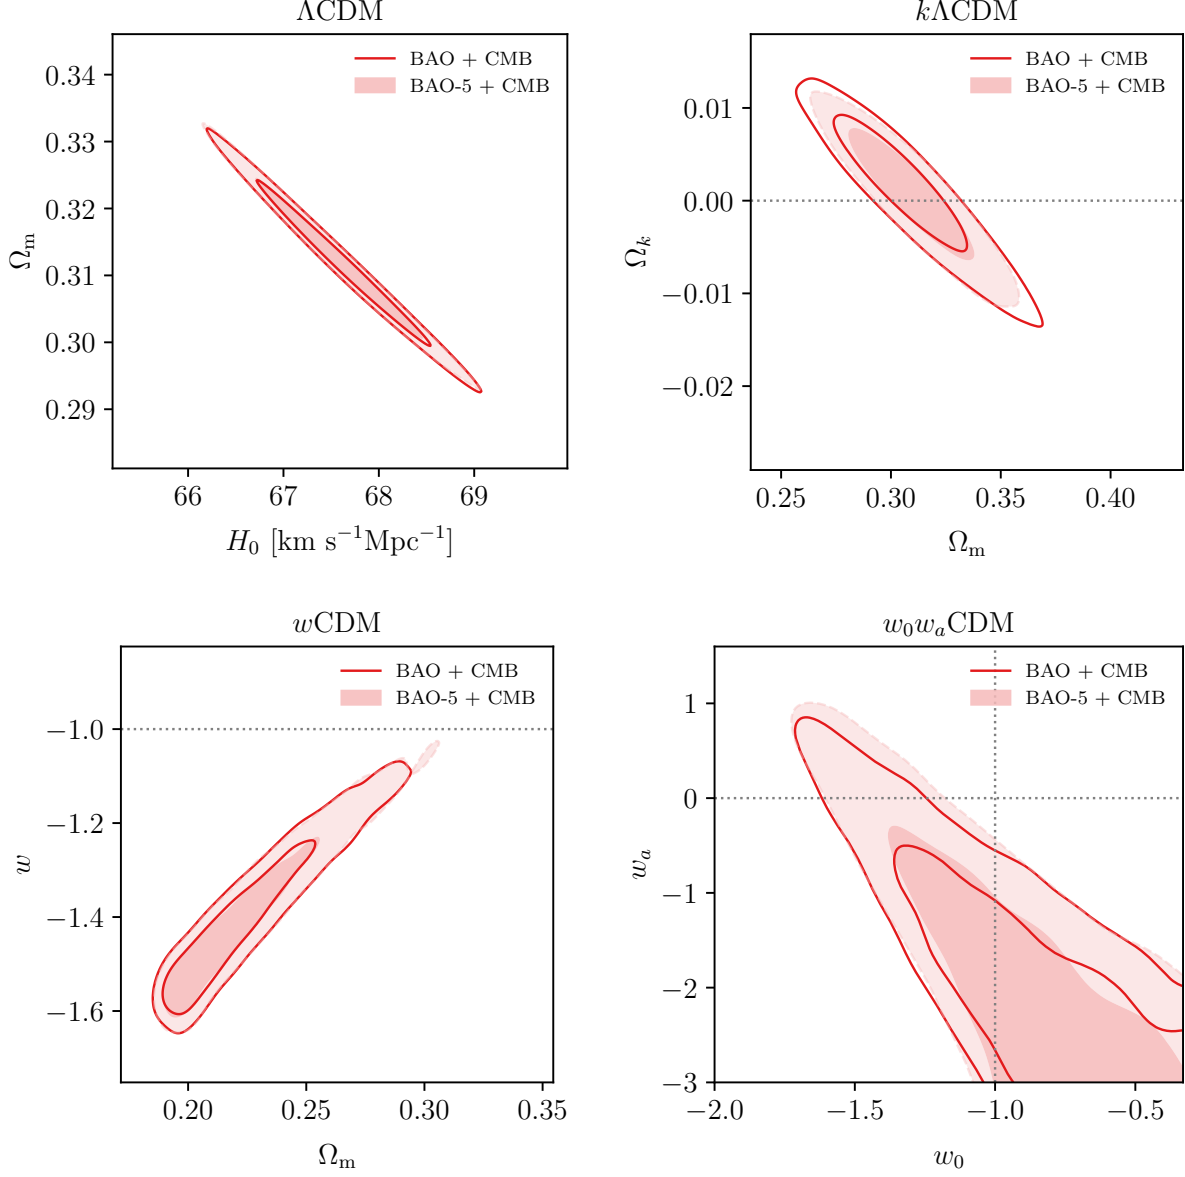 ΛCDM
BAO + CMB
BAO-5 + CMB
0.34
0.33
0.32
0.31
0.30
0.29
Ωm
66 67 68 69
H0 [km s−1Mpc−1]
kΛCDM
BAO + CMB
BAO-5 + CMB
0.01
0.00
−0.01
−0.02
Ωk
0.25 0.30 0.35 0.40
Ωm
wCDM
BAO + CMB
BAO-5 + CMB
−1.0
−1.2
−1.4
−1.6
w
0.20 0.25 0.30 0.35
Ωm
w0waCDM
BAO + CMB
BAO-5 + CMB
1
0
−1
−2
−3
wa
−2.0 −1.5 −1.0 −0.5
w0